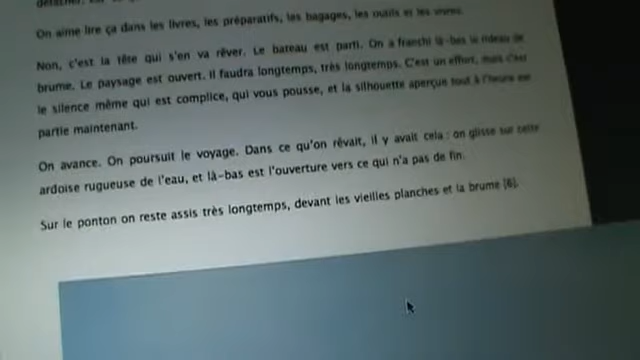 On aime lire ça dans les livres, les préparatifs, les bagages, les outils et les vivres.
Non, c'est la tête qui s'en va rêver. Le bateau est parti. On a franchi là-bas le rideau de
brume. Le paysage est ouvert. Il faudra longtemps, très longtemps. C'est un effort, mais c'est
le silence même qui est complice, qui vous pousse, et la silhouette aperçue tout à l'heure est
partie maintenant.
On avance. On poursuit le voyage. Dans ce qu'on rêvait, il y avait cela : on glisse sur cette
ardoise rugueuse de l'eau, et là-bas est l'ouverture vers ce qui n'a pas de fin.
Sur le ponton on reste assis très longtemps, devant les vieilles planches et la brume [6].